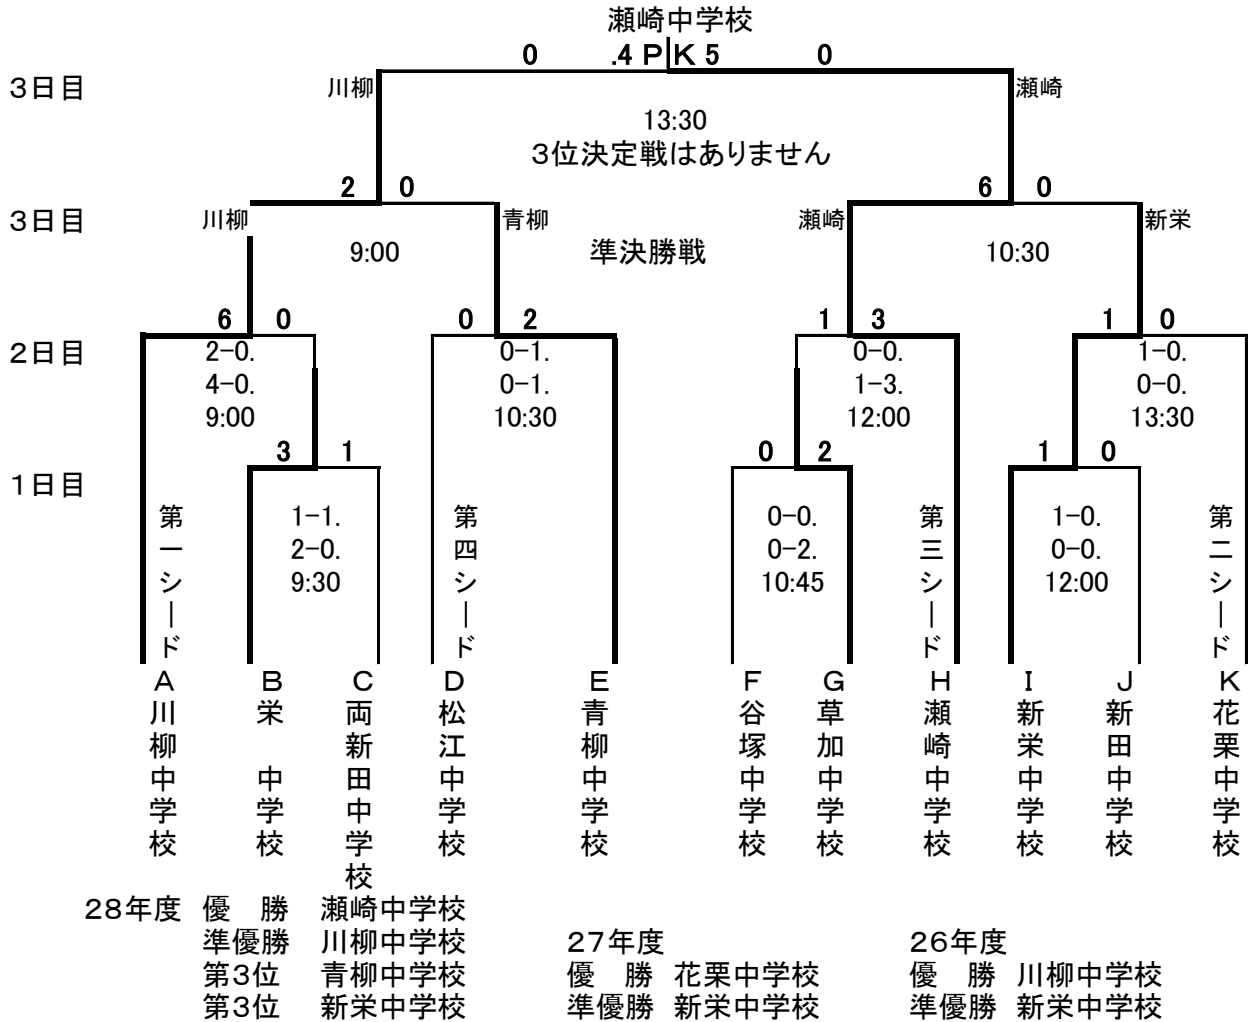 瀬崎中学校
0 .4 PK 5 0
3日目 川柳 瀬崎
13:30
3位決定戦はありません
2 0 6 0
3日目 川柳 青柳 瀬崎 新栄
9:00 準決勝戦 10:30
6 0 0 2 1 3 1 0
2日目 2-0. 0-1. 0-0. 1-0.
4-0. 0-1. 1-3. 0-0.
9:00 10:30 12:00 13:30
3 1 0 2 1 0
1日目
1-1. 0-0. 1-0.
2-0. 0-2. 0-0.
9:30 10:45 12:00
第一シード
第四シード
第三シード
第二シード
A B C D E F G H I J K
川柳中学校
栄 中学校
両新田中学校
松江中学校
青柳中学校
谷塚中学校
草加中学校
瀬崎中学校
新栄中学校
新田中学校
花栗中学校
28年度 優 勝 瀬崎中学校
準優勝 川柳中学校
第3位 青柳中学校
第3位 新栄中学校
27年度
優 勝 花栗中学校
準優勝 新栄中学校
26年度
優 勝 川柳中学校
準優勝 新栄中学校